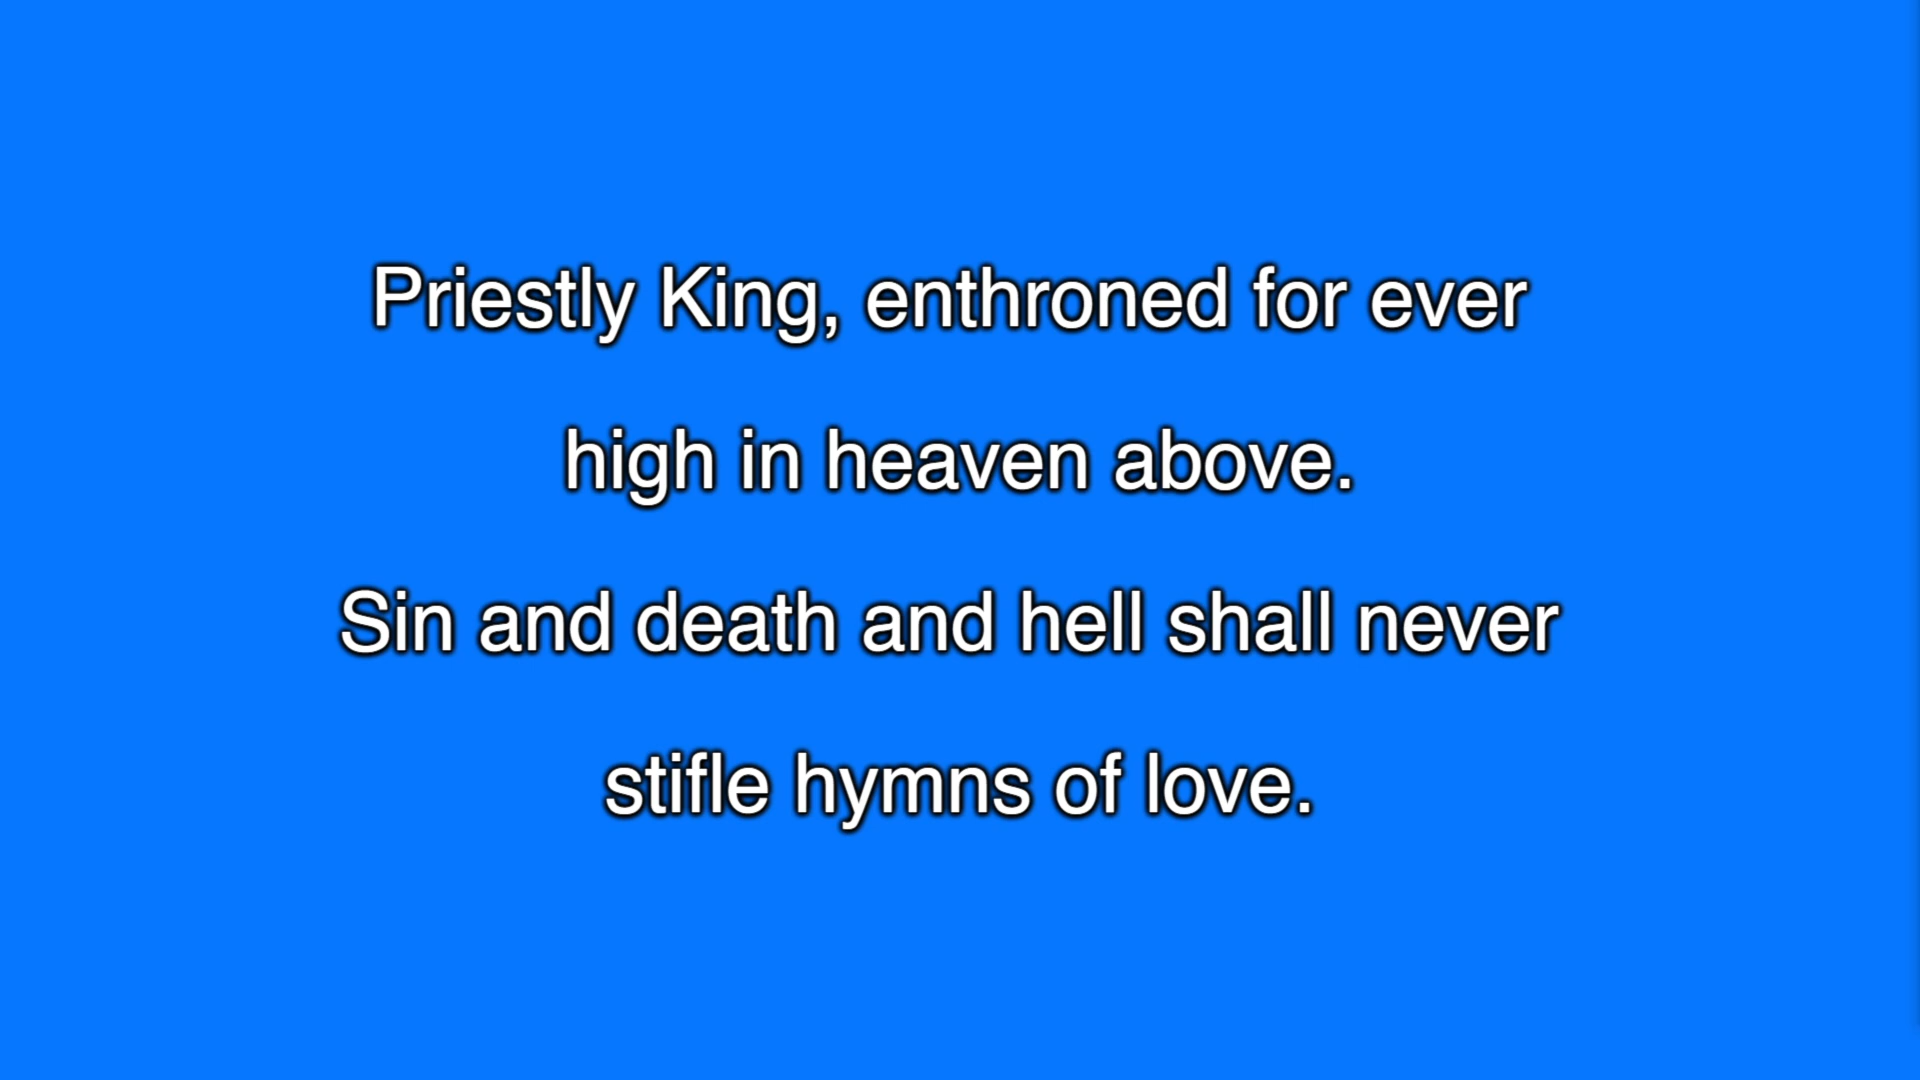 Priestly King, enthroned for ever
high in heaven above.
Sin and death and hell shall never
stifle hymns of love.